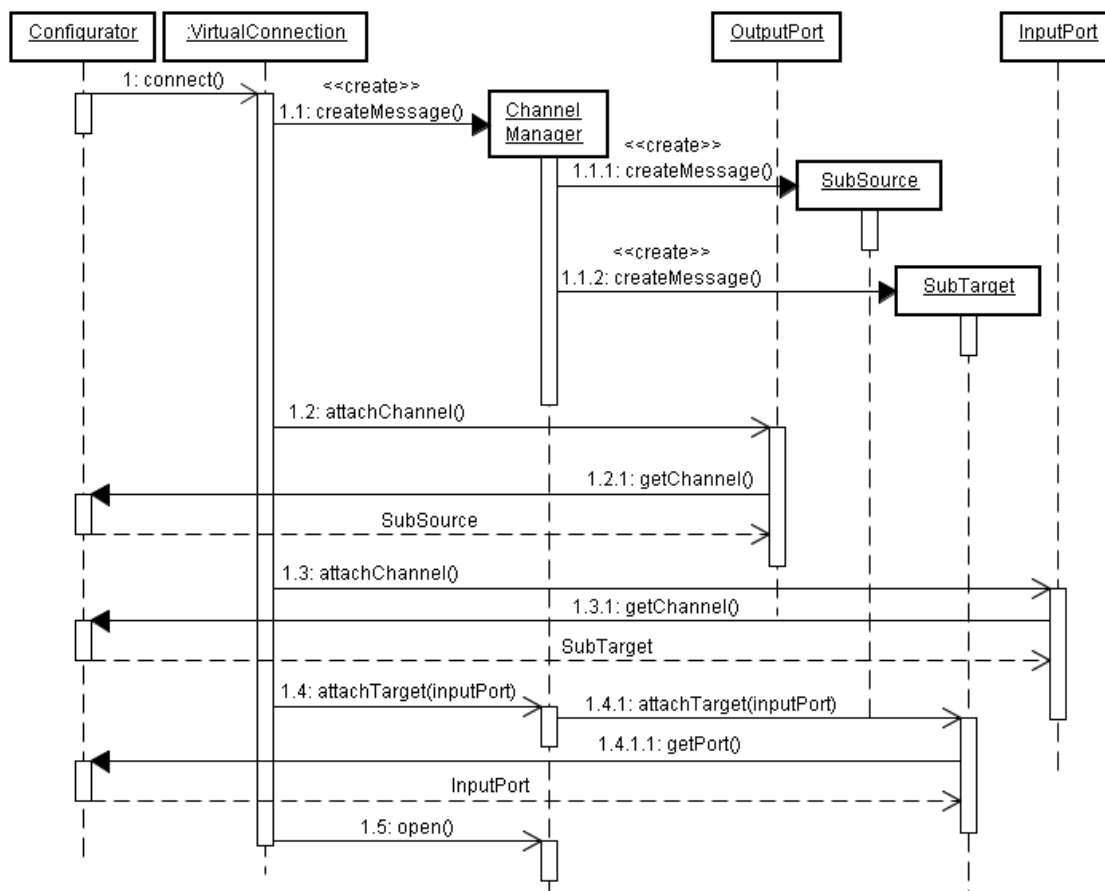 Configurator
:VirtualConnection
OutputPort
InputPort
1: connect()
<<create>>
1.1: createMessage()
Channel
Manager
<<create>>
1.1.1: createMessage()
SubSource
<<create>>
1.1.2: createMessage()
SubTarget
1.2: attachChannel()
1.2.1: getChannel()
SubSource
1.3: attachChannel()
1.3.1: getChannel()
SubTarget
1.4: attachTarget(inputPort)
1.4.1: attachTarget(inputPort)
1.4.1.1: getPort()
InputPort
1.5: open()